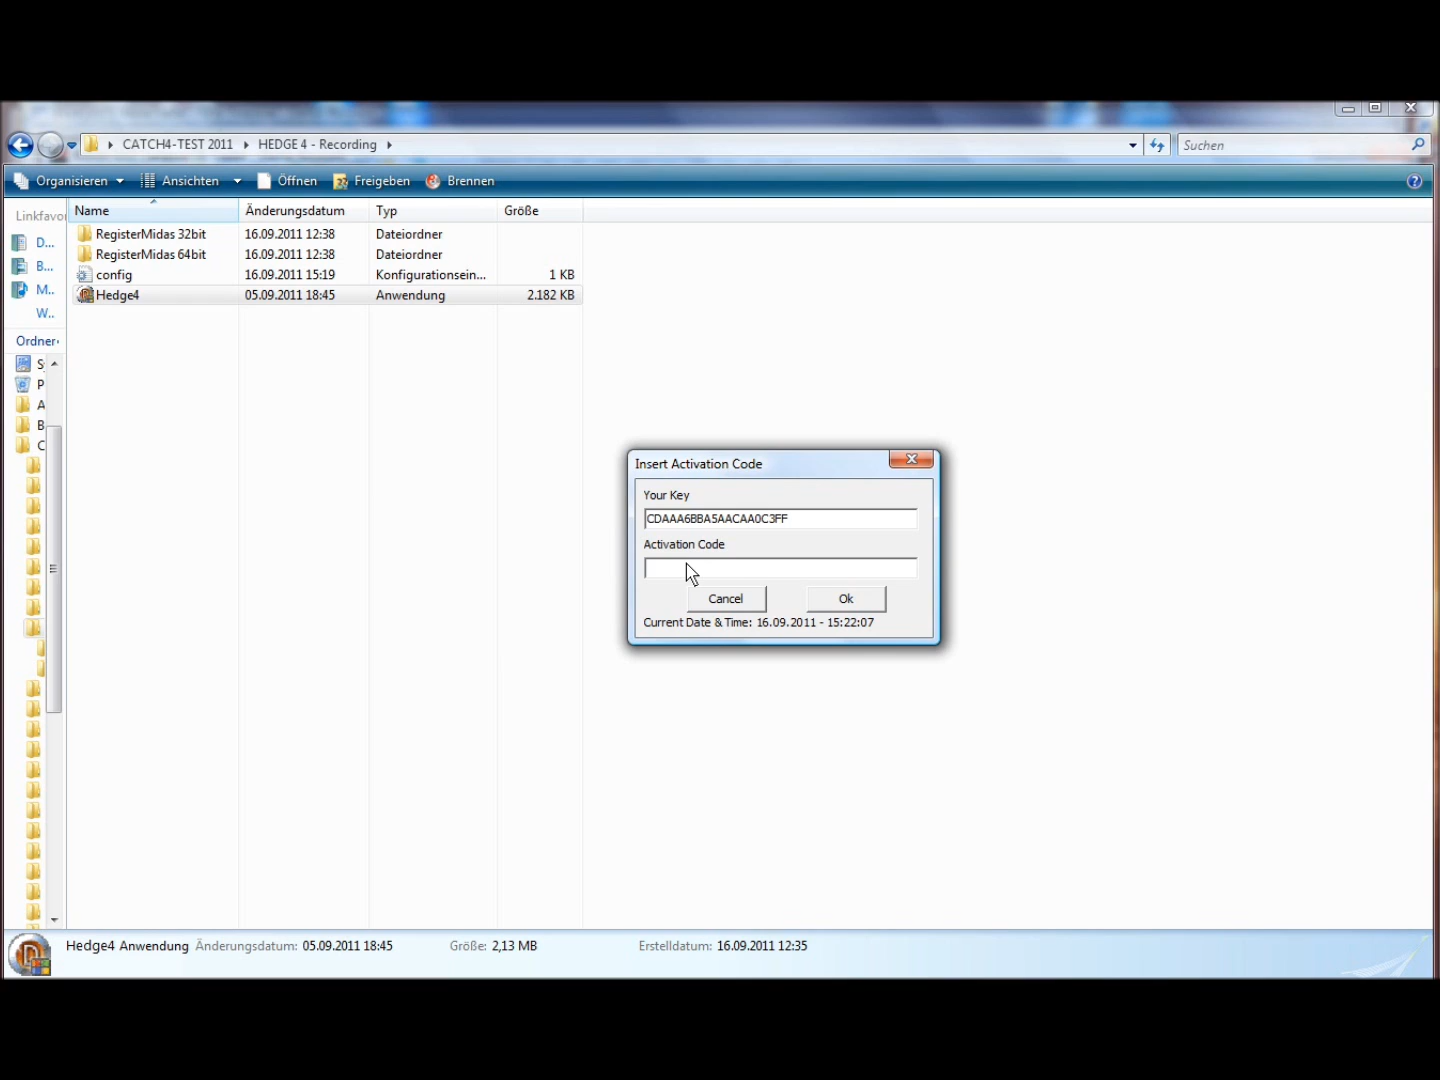 CATCH4-TEST 2011 HEDGE 4 - Recording
Suchen
Organisieren Ansichten Öffnen Freigeben Brennen
Linkfavo
Name Änderungsdatum Typ Größe
RegisterMidas 32bit 16.09.2011 12:38 Dateiordner
RegisterMidas 64bit 16.09.2011 12:38 Dateiordner
config 16.09.2011 15:19 Konfigurationsein... 1 KB
Hedge4 05.09.2011 18:45 Anwendung 2.182 KB
D...
B...
M..
W..
Ordner
S
P
A
B
C
Insert Activation Code
Your Key
CDAAA6BBA5AACAA0C3FF
Activation Code
Cancel Ok
Current Date & Time: 16.09.2011 - 15:22:07
Hedge4 Anwendung Änderungsdatum: 05.09.2011 18:45 Größe: 2,13 MB Erstelldatum: 16.09.2011 12:35